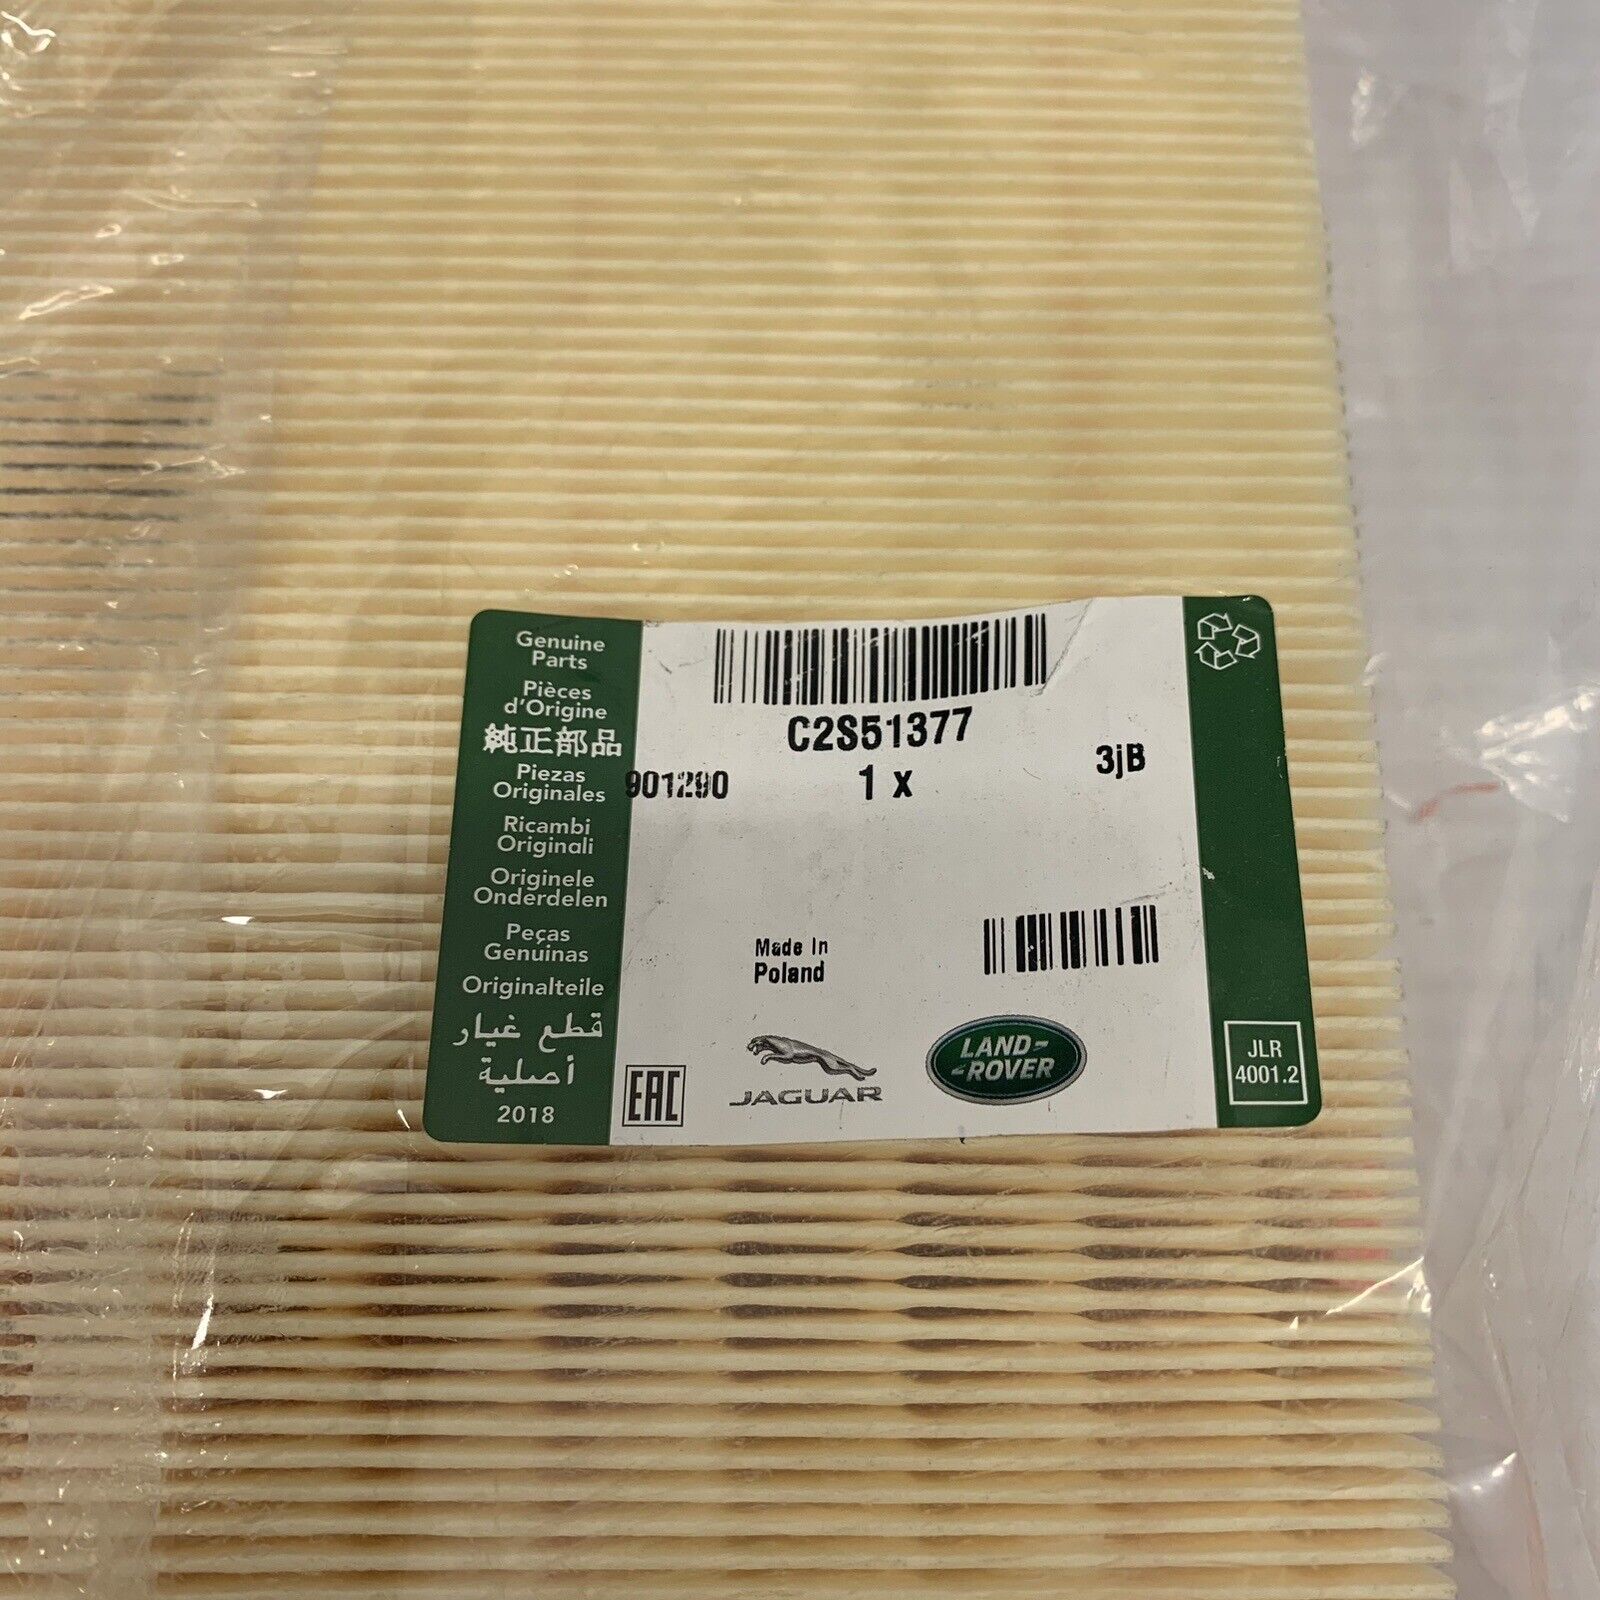 Genuine
Parts
Pièces
d'Origine
純正部品
Piezas
Originales
Ricambi
Originali
Originele
Onderdelen
Peças
Genuínas
Originalteile
قطع غيار
أصلية
2018
C2S51377
901290
1 x
3jB
Made In
Poland
EAC
JAGUAR
LAND-
-ROVER
JLR
4001.2